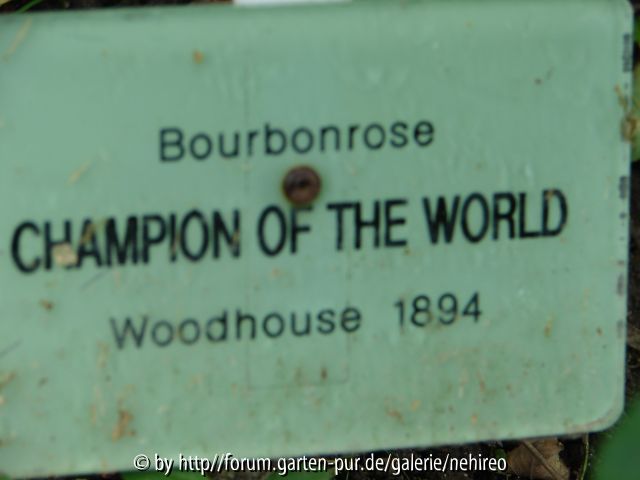 Bourbonrose
CHAMPION OF THE WORLD
Woodhouse 1894
© by http://forum.garten-pur.de/galerie/nehireo